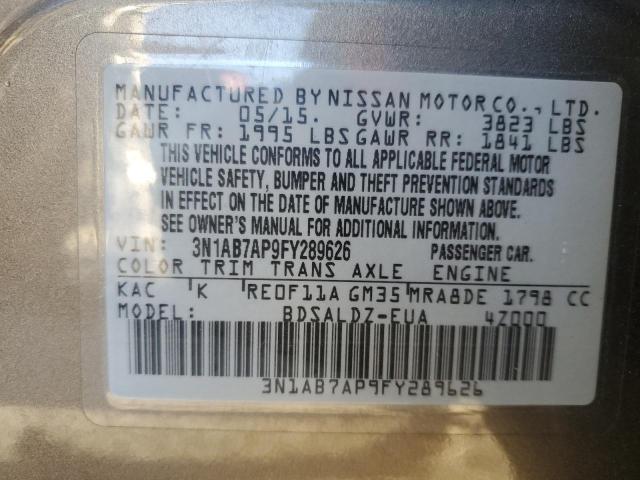 MANUFACTURED BY NISSAN MOTOR CO., LTD.
DATE: 05/15. GVWR: 3823 LBS
GAWR FR: 1995 LBS GAWR RR: 1841 LBS
THIS VEHICLE CONFORMS TO ALL APPLICABLE FEDERAL MOTOR
VEHICLE SAFETY, BUMPER AND THEFT PREVENTION STANDARDS
IN EFFECT ON THE DATE OF MANUFACTURE SHOWN ABOVE.
SEE OWNER'S MANUAL FOR ADDITIONAL INFORMATION.
VIN: 3N1AB7AP9FY289626 PASSENGER CAR.
COLOR TRIM TRANS AXLE ENGINE
KAC K RE0F11A GM35 MRA8DE 1798 CC
MODEL: BDSALDZ-EUA 4Z000
3N1AB7AP9FY289626